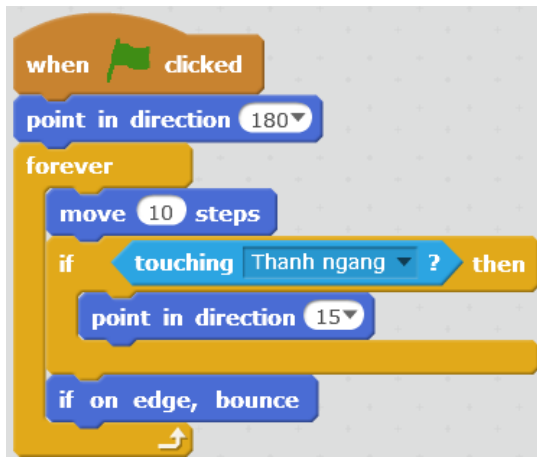 when clicked
point in direction 180
forever
move 10 steps
if touching Thanh ngang ? then
point in direction 15
if on edge, bounce